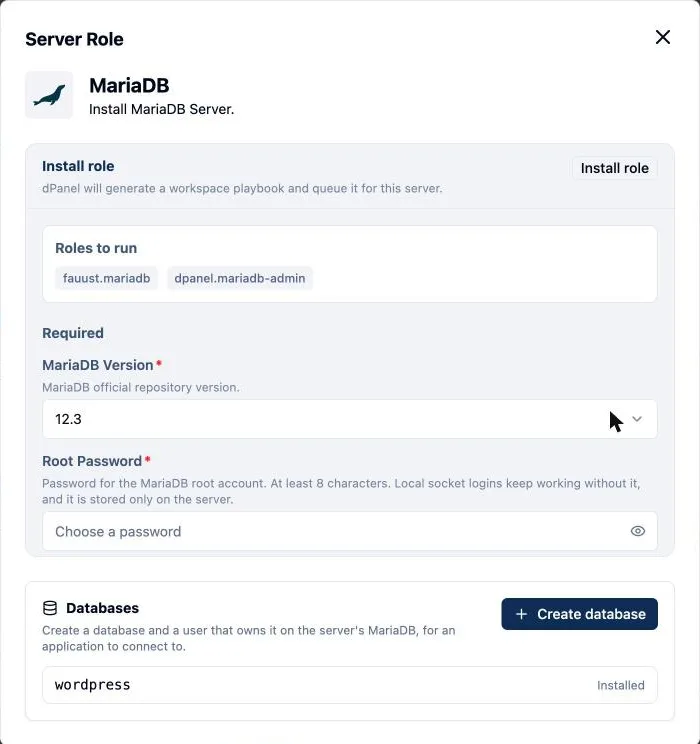 Server Role
MariaDB
Install MariaDB Server.
Install role
Install role
dPanel will generate a workspace playbook and queue it for this server.
Roles to run
fauust.mariadb dpanel.mariadb-admin
Required
MariaDB Version*
MariaDB official repository version.
12.3
Root Password*
Password for the MariaDB root account. At least 8 characters. Local socket logins keep working without it,
and it is stored only on the server.
Choose a password
Databases
Create a database and a user that owns it on the server's MariaDB, for an
application to connect to.
+ Create database
wordpress Installed